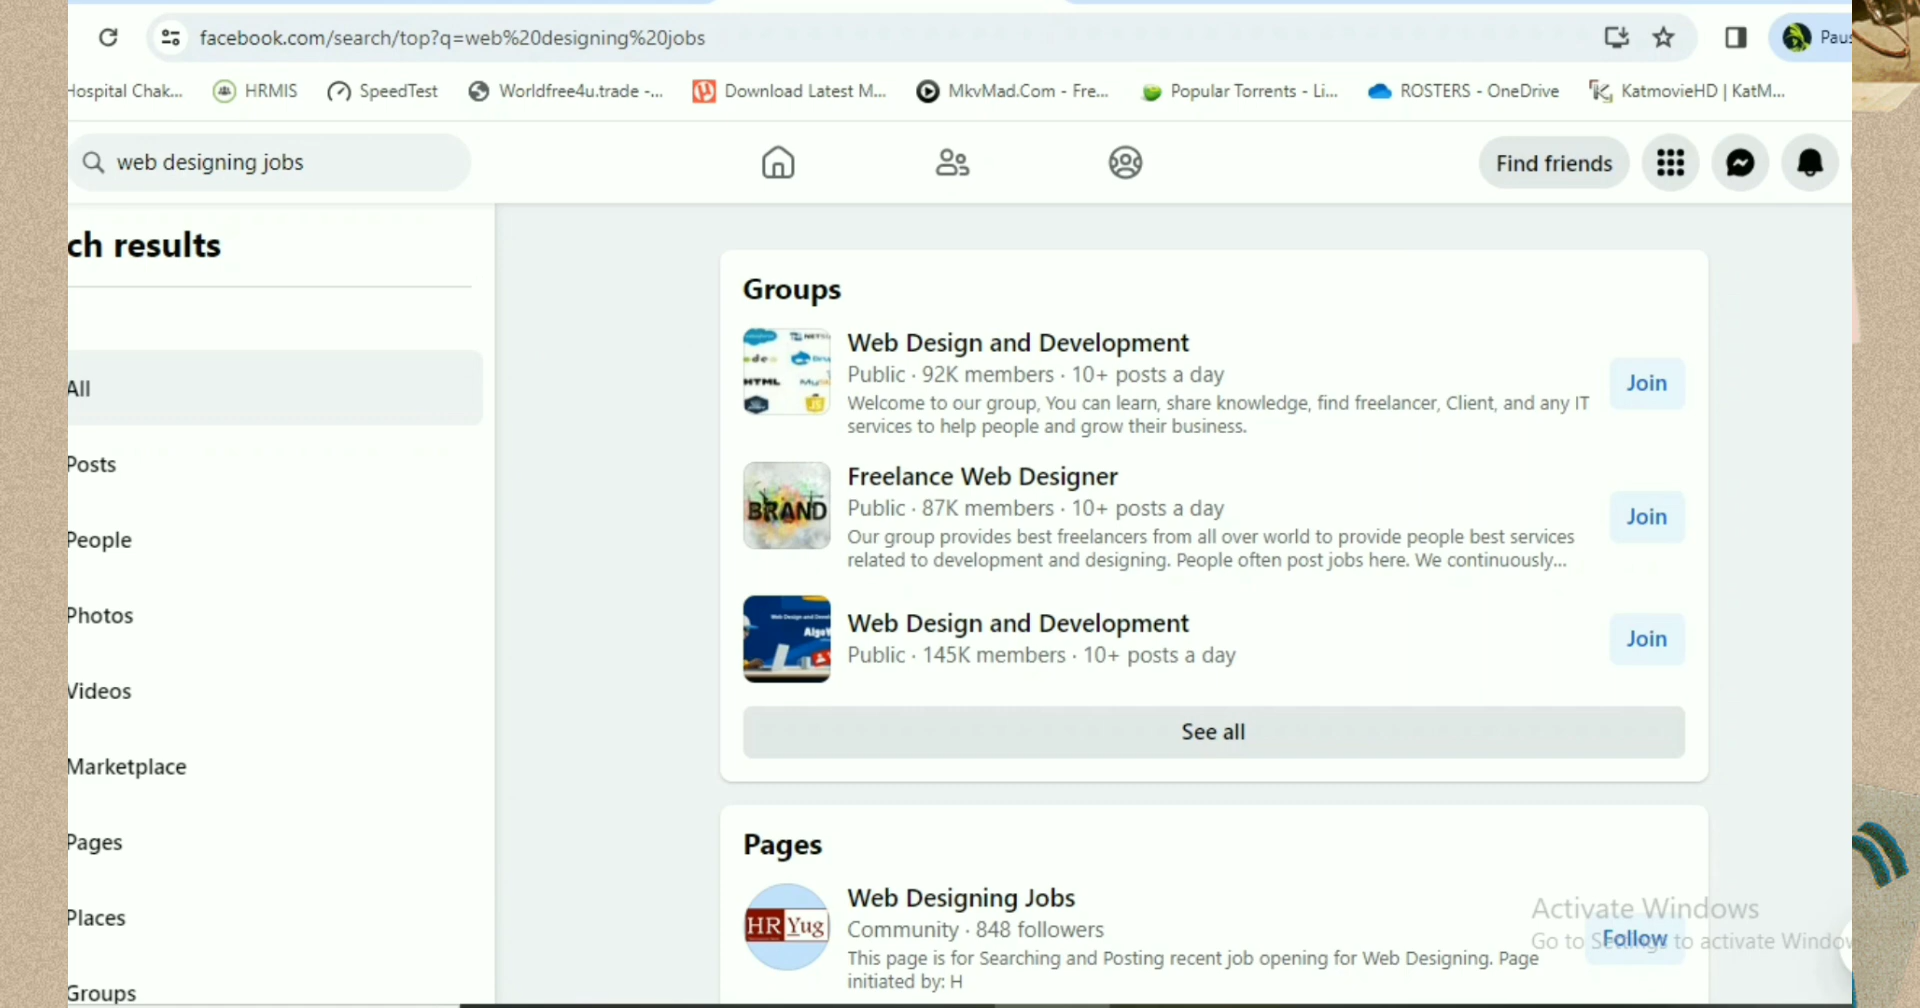 facebook.com/search/top?q=web%20designing%20jobs
Hospital Chak... HRMIS SpeedTest Worldfree4u.trade -... Download Latest M... MkvMad.Com - Fre... Popular Torrents - Li... ROSTERS - OneDrive KatmovieHD | KatM...
web designing jobs
Find friends
ch results
All
Posts
People
Photos
Videos
Marketplace
Pages
Places
Groups
Groups
Web Design and Development
Public · 92K members · 10+ posts a day
Welcome to our group, You can learn, share knowledge, find freelancer, Client, and any IT
services to help people and grow their business.
Join
HTML
JS
Freelance Web Designer
Public · 87K members · 10+ posts a day
Our group provides best freelancers from all over world to provide people best services
related to development and designing. People often post jobs here. We continuously...
Join
BRAND
Web Design and Development
Public · 145K members · 10+ posts a day
Join
See all
Pages
HR Yug
Web Designing Jobs
Community · 848 followers
This page is for Searching and Posting recent job opening for Web Designing. Page
initiated by: H
Follow
Activate Windows
Go to Settings to activate Window